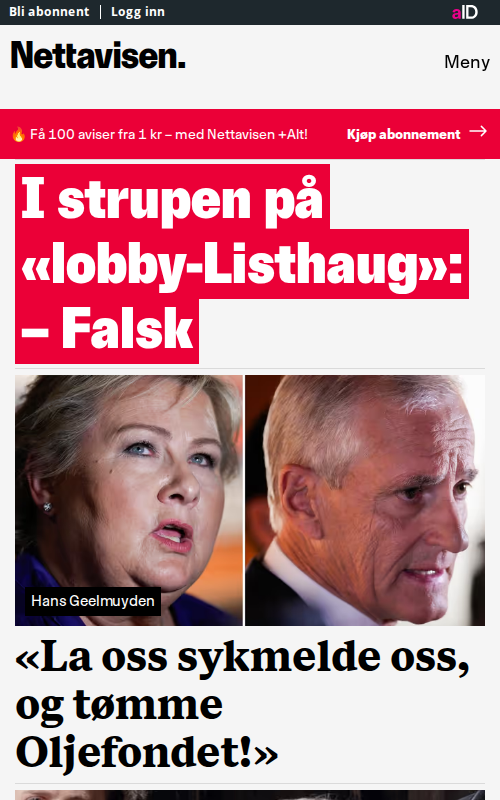 Bli abonnent
Logg inn
aID
Nettavisen.
Meny
🔥 Få 100 aviser fra 1 kr – med Nettavisen +Alt!
Kjøp abonnement →
I strupen på
«lobby-Listhaug»:
– Falsk
Hans Geelmuyden
«La oss sykmelde oss,
og tømme
Oljefondet!»